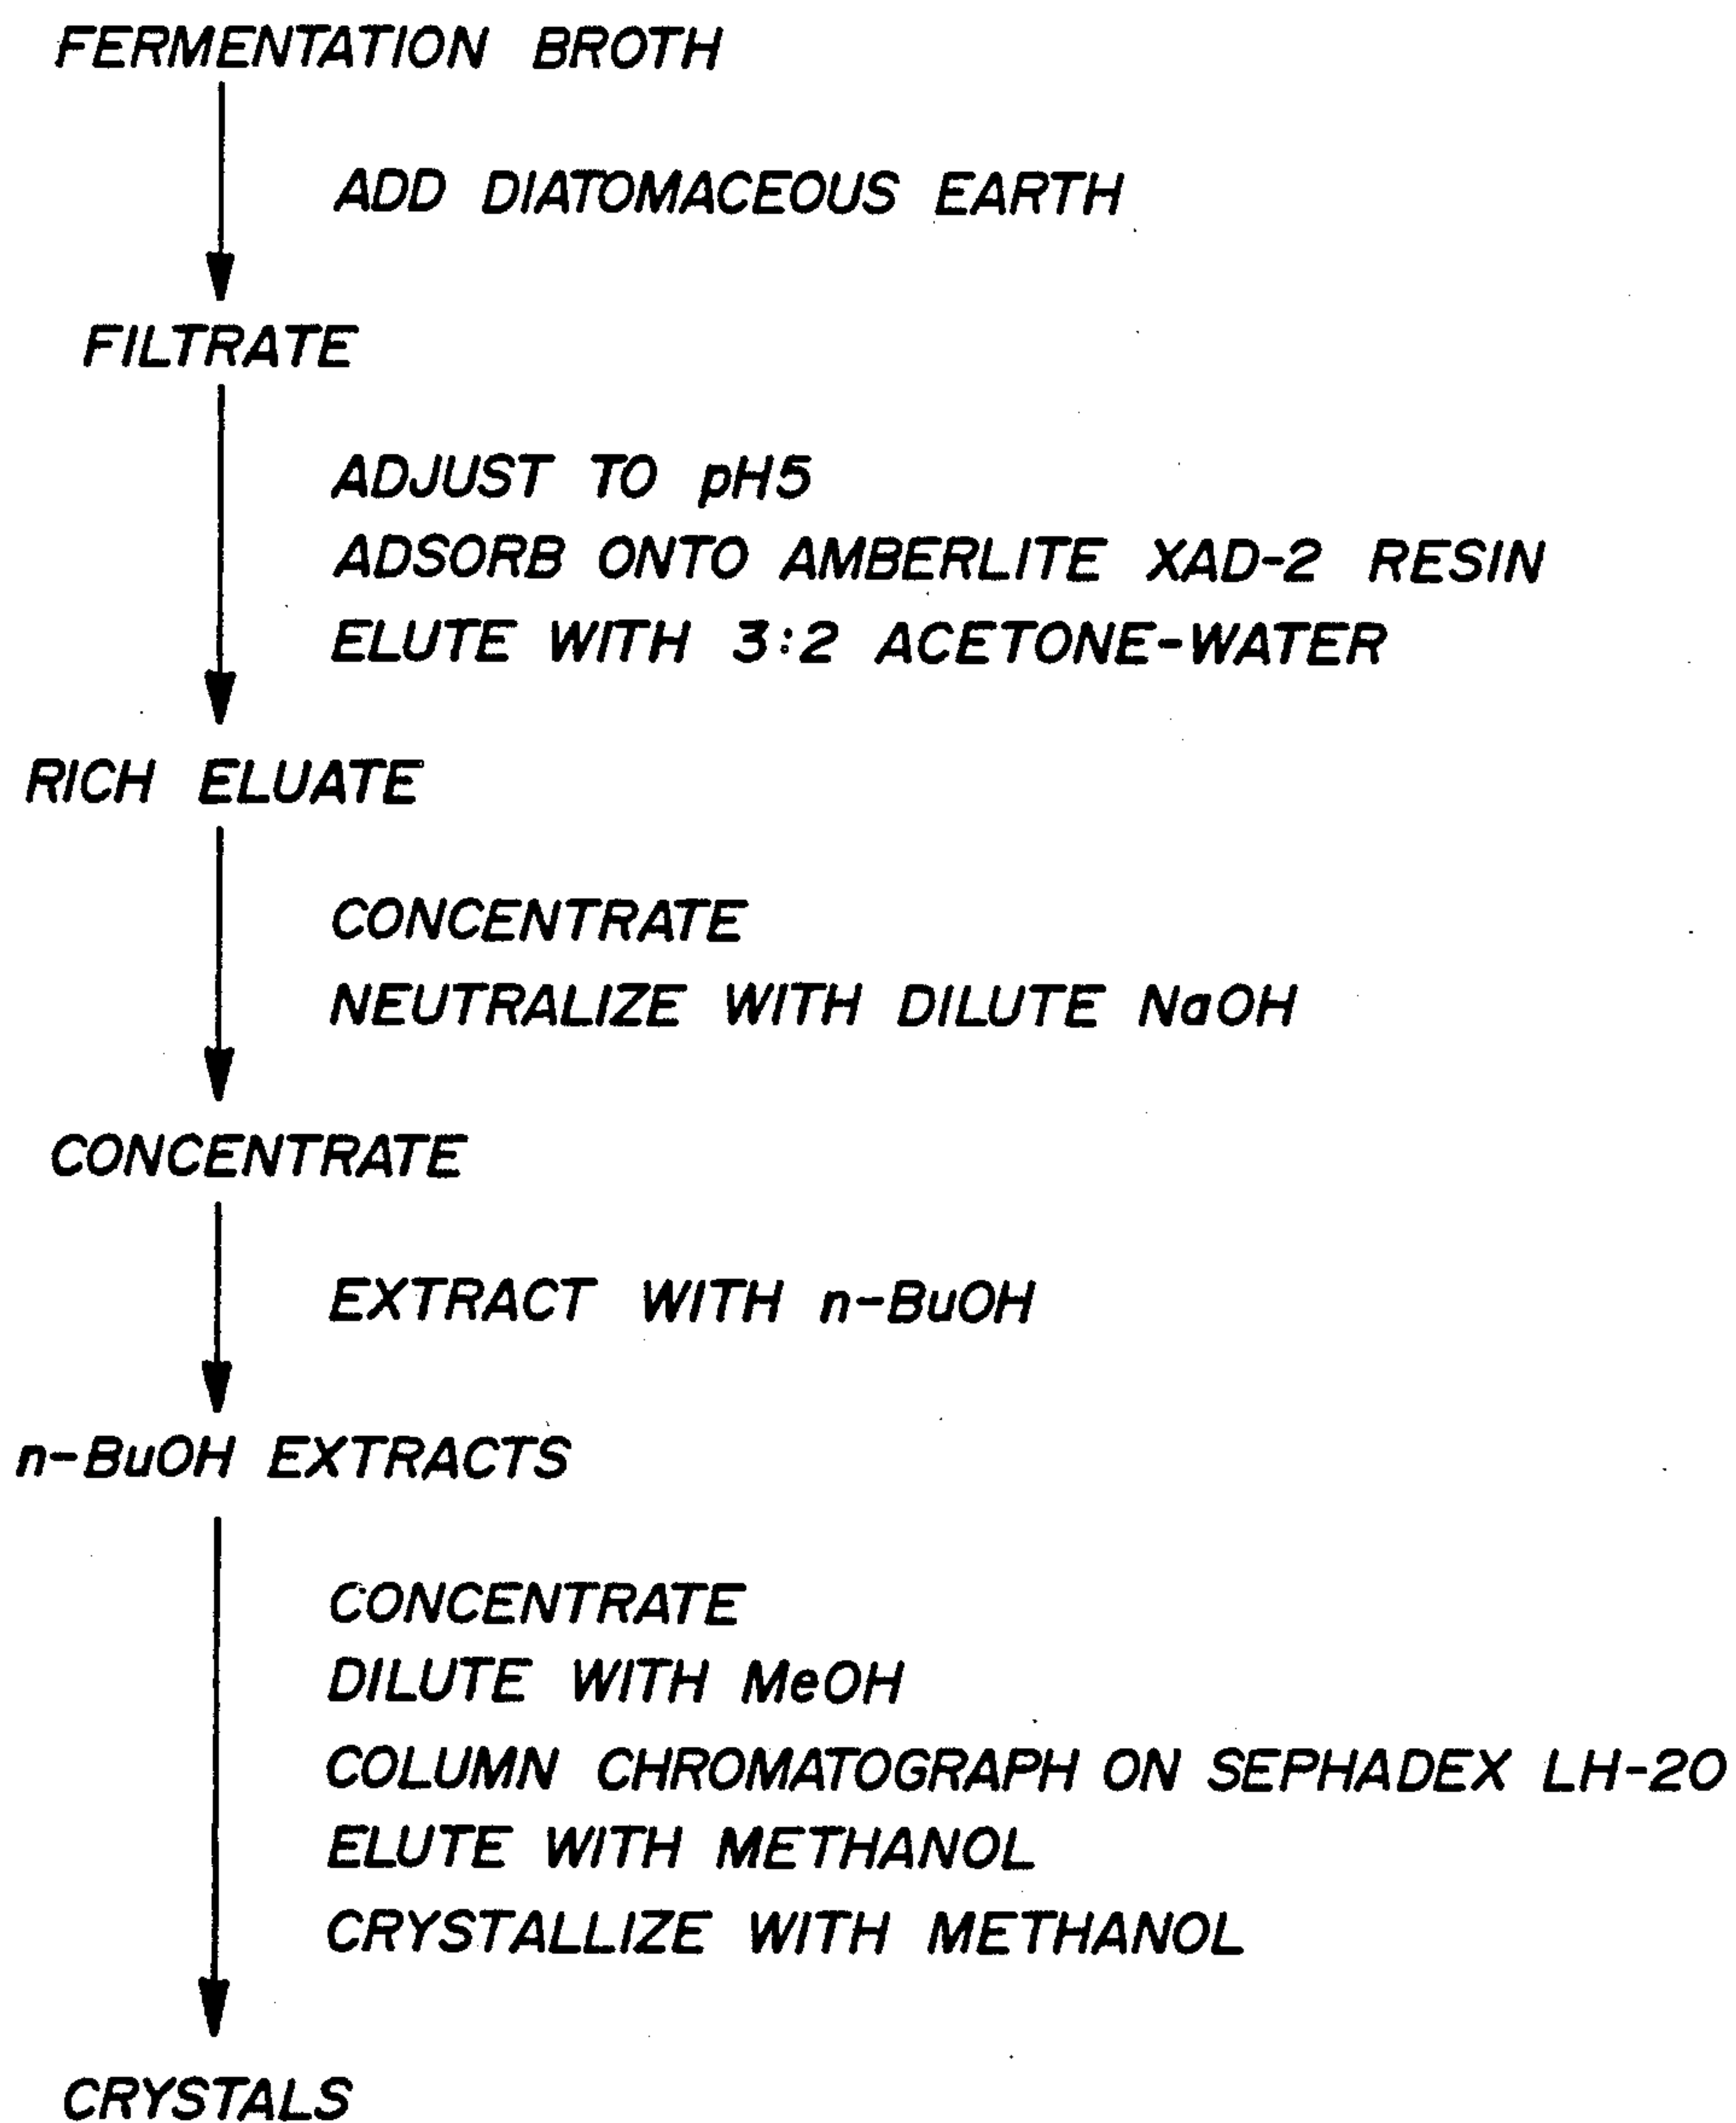 FERMENTATION BROTH
ADD DIATOMACEOUS EARTH
FILTRATE
ADJUST TO pH5
ADSORB ONTO AMBERLITE XAD-2 RESIN
ELUTE WITH 3:2 ACETONE-WATER
RICH ELUATE
CONCENTRATE
NEUTRALIZE WITH DILUTE NaOH
CONCENTRATE
EXTRACT WITH n-BuOH
n-BuOH EXTRACTS
CONCENTRATE
DILUTE WITH MeOH
COLUMN CHROMATOGRAPH ON SEPHADEX LH-20
ELUTE WITH METHANOL
CRYSTALLIZE WITH METHANOL
CRYSTALS